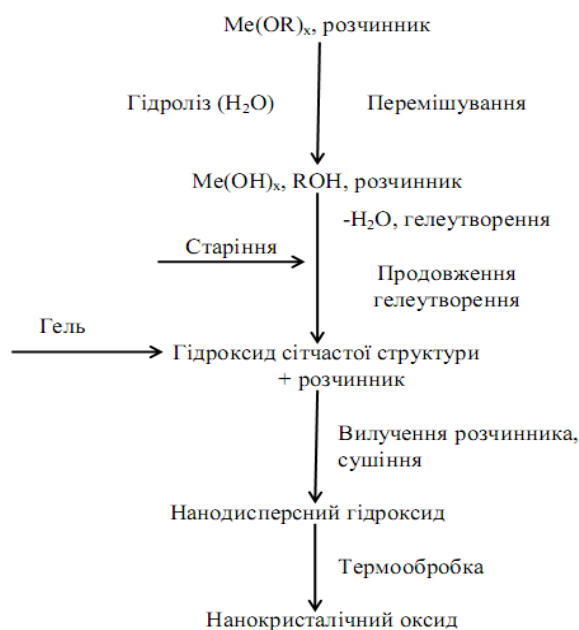 Me(OR)ₓ, розчинник
Гідроліз (H₂O)
Перемішування
Me(OH)ₓ, ROH, розчинник
-H₂O, гелеутворення
Старіння
Продовження
гелеутворення
Гель
Гідроксид сітчастої структури
+ розчинник
Вилучення розчинника,
сушіння
Нанодисперсний гідроксид
Термообробка
Нанокристалічний оксид